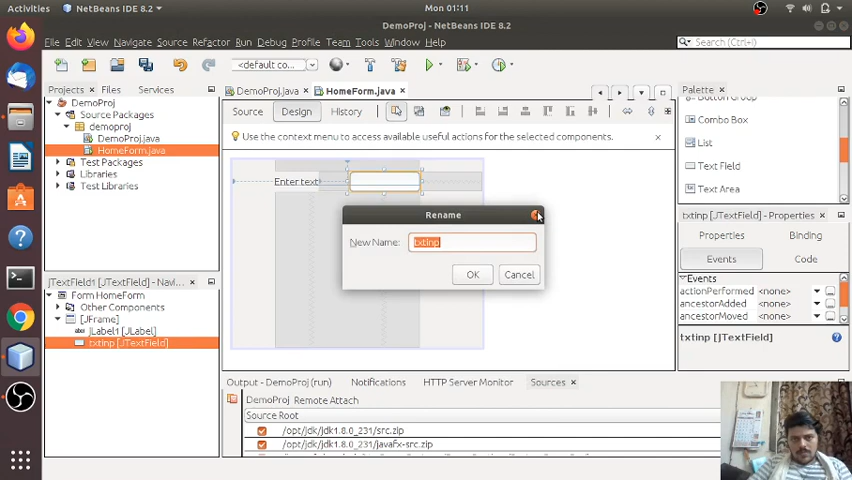 Activities
NetBeans IDE 8.2
Mon 01:11
DemoProj - NetBeans IDE 8.2
File Edit View Navigate Source Refactor Run Debug Profile Team Tools Window Help
Search (Ctrl+I)
<default co...
Projects Files Services
DemoProj.java HomeForm.java
Palette
DemoProj
Source Packages
demoproj
DemoProj.java
HomeForm.java
Test Packages
Libraries
Test Libraries
Source Design History
Use the context menu to access available useful actions for the selected components.
Enter text
Button Group
Combo Box
List
Text Field
Text Area
Rename
New Name: txtinp
OK Cancel
txtinp [JTextField] - Properties
Properties Binding
Events Code
Events
actionPerformed <none>
ancestorAdded <none>
ancestorMoved <none>
txtinp [JTextField]
jTextField1 [JTextField] - Navi...
Form HomeForm
Other Components
[JFrame]
jLabel1 [JLabel]
txtinp [JTextField]
Output - DemoProj (run) Notifications HTTP Server Monitor Sources
DemoProj Remote Attach
Source Root
/opt/jdk/jdk1.8.0_231/src.zip
/opt/jdk/jdk1.8.0_231/javafx-src.zip